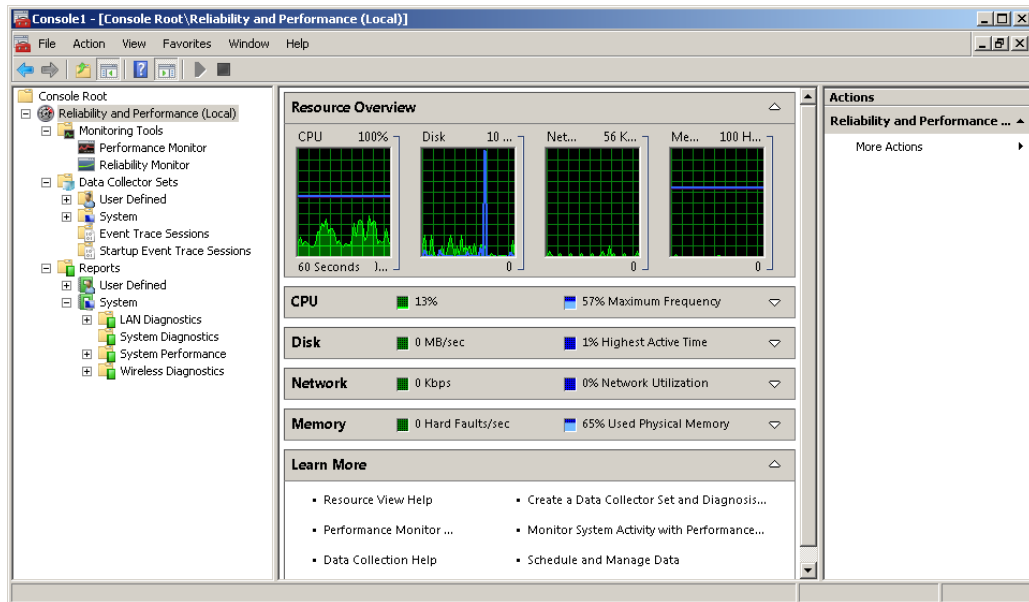 Console1 - [Console Root\Reliability and Performance (Local)]
File Action View Favorites Window Help
Console Root
Reliability and Performance (Local)
Monitoring Tools
Performance Monitor
Reliability Monitor
Data Collector Sets
User Defined
System
Event Trace Sessions
Startup Event Trace Sessions
Reports
User Defined
System
LAN Diagnostics
System Diagnostics
System Performance
Wireless Diagnostics
Resource Overview
CPU 100% Disk 10 ... Net... 56 K... Me... 100 H...
60 Seconds )... 0 0 0
CPU 13% 57% Maximum Frequency
Disk 0 MB/sec 1% Highest Active Time
Network 0 Kbps 0% Network Utilization
Memory 0 Hard Faults/sec 65% Used Physical Memory
Learn More
▪ Resource View Help ▪ Create a Data Collector Set and Diagnosis...
▪ Performance Monitor ... ▪ Monitor System Activity with Performance...
▪ Data Collection Help ▪ Schedule and Manage Data
Actions
Reliability and Performance ...
More Actions